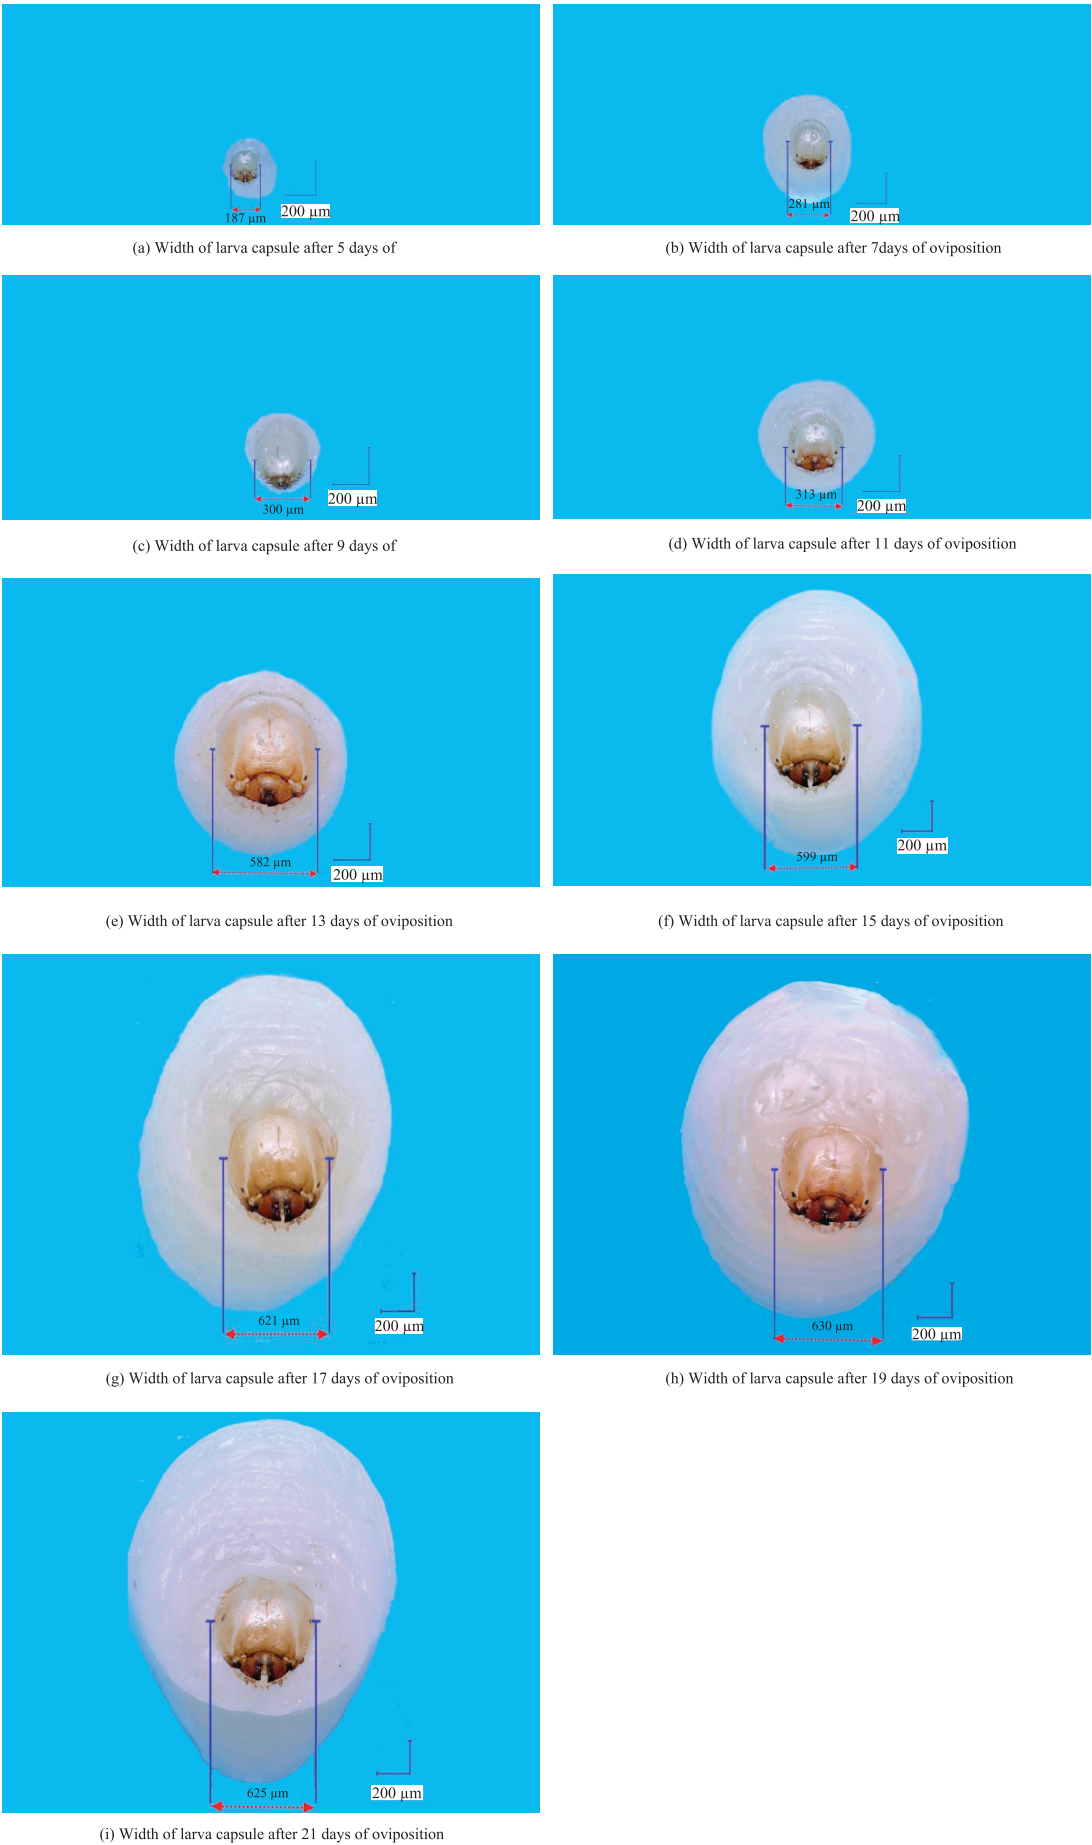 187 µm
200 µm
281 µm
200 µm
(a) Width of larva capsule after 5 days of
(b) Width of larva capsule after 7days of oviposition
300 µm
200 µm
313 µm
200 µm
(c) Width of larva capsule after 9 days of
(d) Width of larva capsule after 11 days of oviposition
582 µm
200 µm
599 µm
200 µm
(e) Width of larva capsule after 13 days of oviposition
(f) Width of larva capsule after 15 days of oviposition
621 µm
200 µm
630 µm
200 µm
(g) Width of larva capsule after 17 days of oviposition
(h) Width of larva capsule after 19 days of oviposition
625 µm
200 µm
(i) Width of larva capsule after 21 days of oviposition